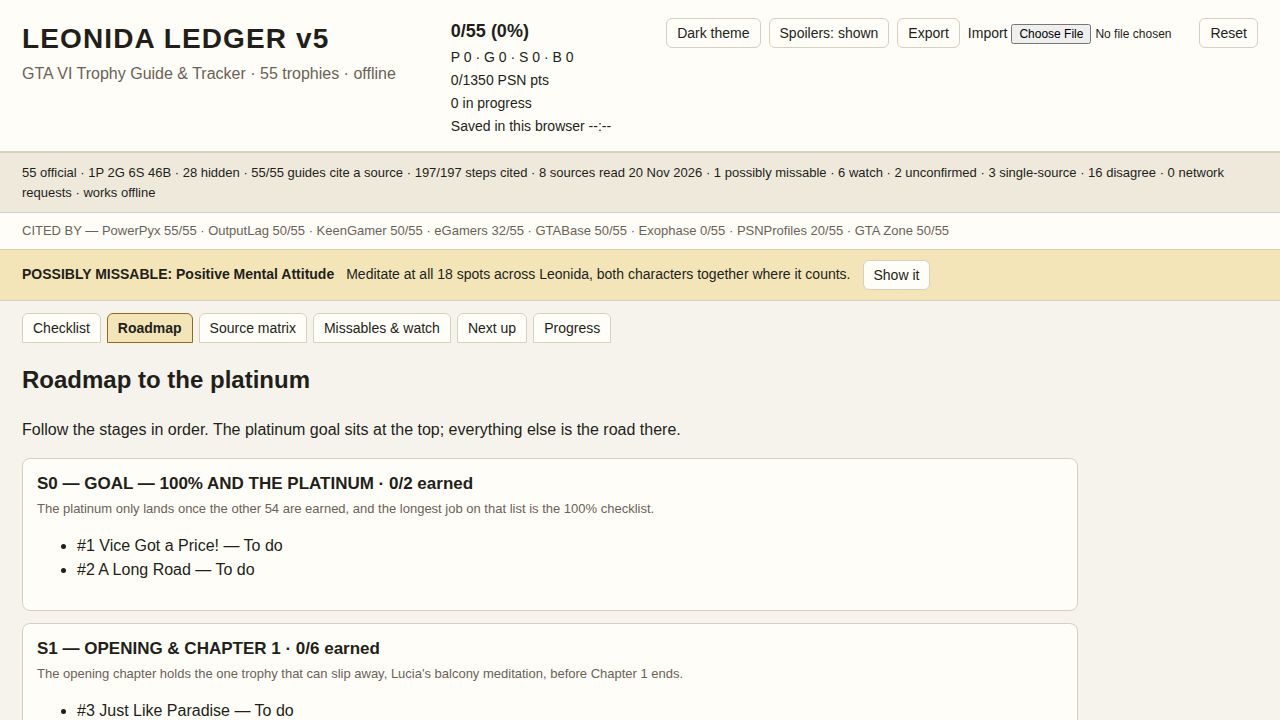 LEONIDA LEDGER v5
GTA VI Trophy Guide & Tracker · 55 trophies · offline
0/55 (0%)
P 0 · G 0 · S 0 · B 0
0/1350 PSN pts
0 in progress
Saved in this browser --:--
Dark theme
Spoilers: shown
Export
Import Choose File No file chosen
Reset
55 official · 1P 2G 6S 46B · 28 hidden · 55/55 guides cite a source · 197/197 steps cited · 8 sources read 20 Nov 2026 · 1 possibly missable · 6 watch · 2 unconfirmed · 3 single-source · 16 disagree · 0 network
requests · works offline
CITED BY — PowerPyx 55/55 · OutputLag 50/55 · KeenGamer 50/55 · eGamers 32/55 · GTABase 50/55 · Exophase 0/55 · PSNProfiles 20/55 · GTA Zone 50/55
POSSIBLY MISSABLE: Positive Mental Attitude Meditate at all 18 spots across Leonida, both characters together where it counts. Show it
Checklist
Roadmap
Source matrix
Missables & watch
Next up
Progress
Roadmap to the platinum
Follow the stages in order. The platinum goal sits at the top; everything else is the road there.
S0 — GOAL — 100% AND THE PLATINUM · 0/2 earned
The platinum only lands once the other 54 are earned, and the longest job on that list is the 100% checklist.
• #1 Vice Got a Price! — To do
• #2 A Long Road — To do
S1 — OPENING & CHAPTER 1 · 0/6 earned
The opening chapter holds the one trophy that can slip away, Lucia's balcony meditation, before Chapter 1 ends.
• #3 Just Like Paradise — To do